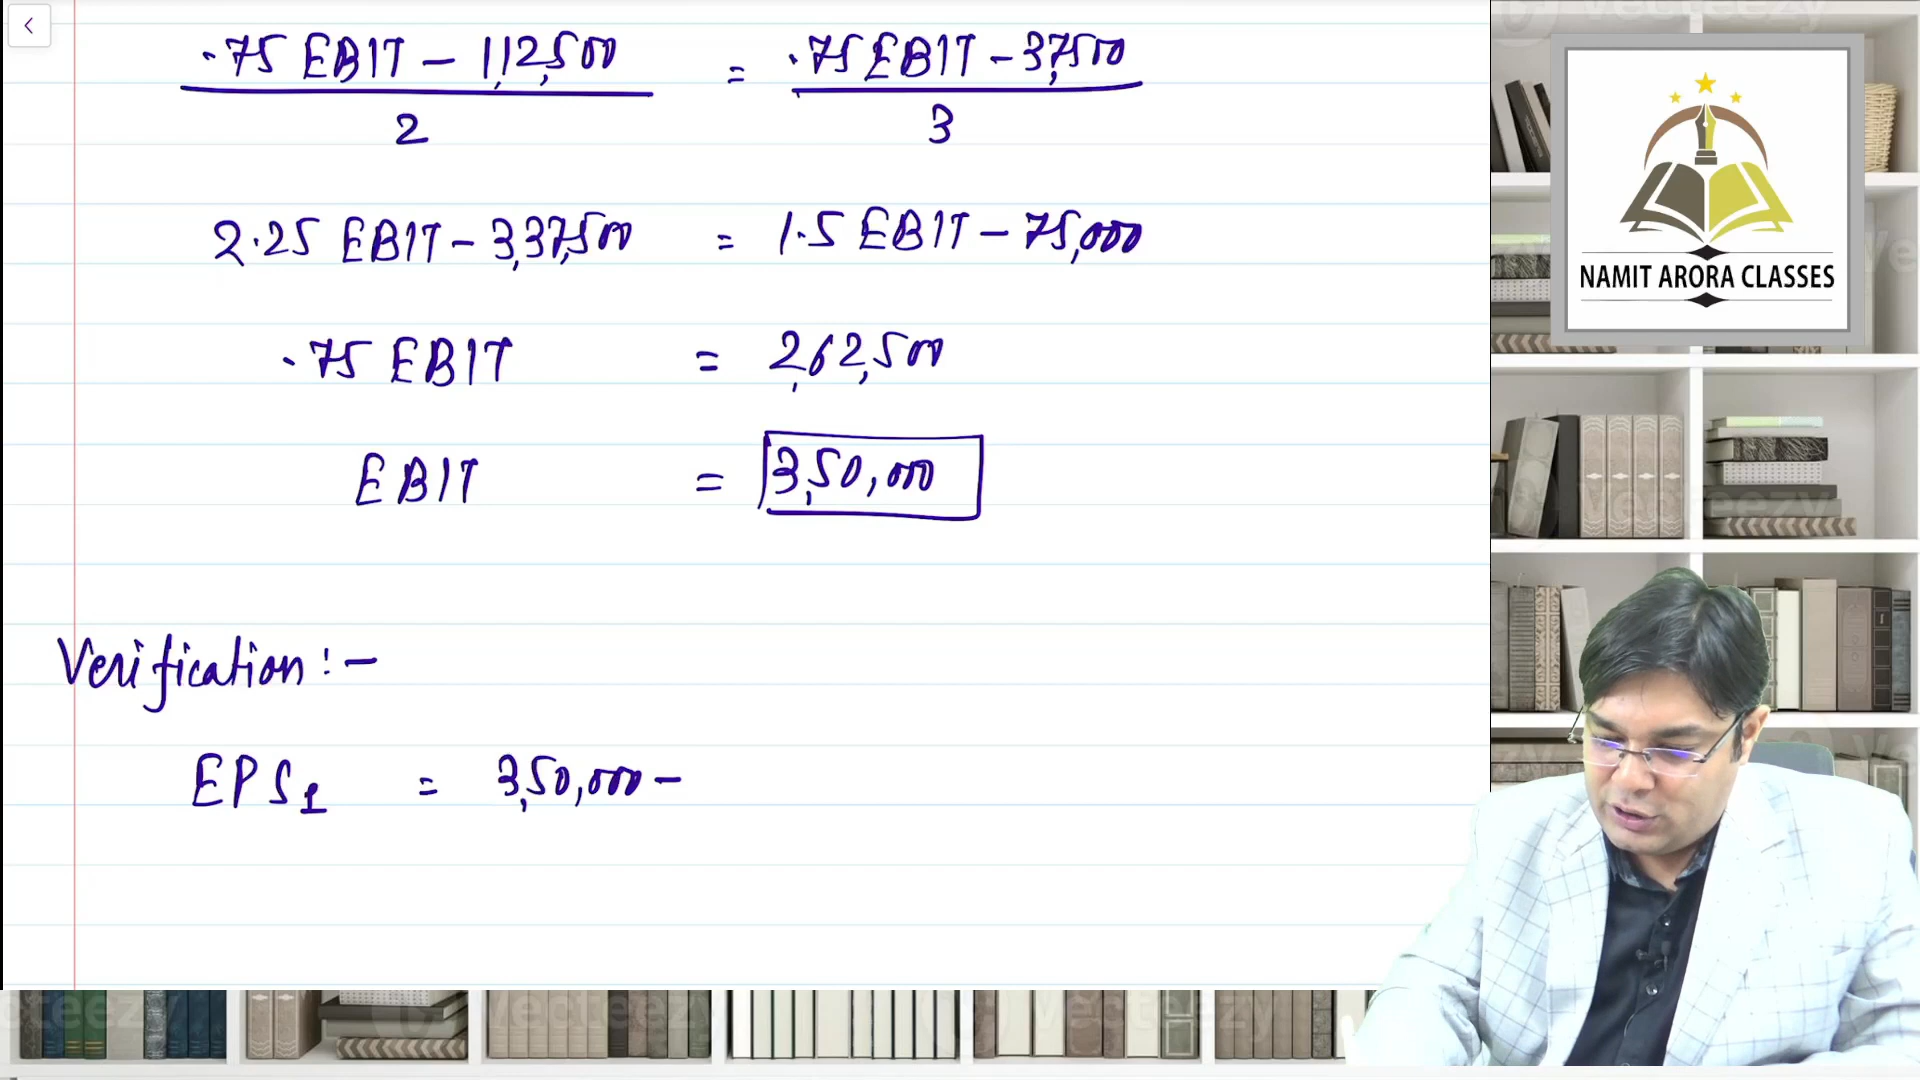 .75 EBIT - 1,12,500 = .75 EBIT - 37,500
2 3
2.25 EBIT - 3,37,500 = 1.5 EBIT - 75,000
.75 EBIT = 2,62,500
EBIT = 3,50,000
Verification :-
EPS1 = 3,50,000 -
NAMIT ARORA CLASSES
vecteezy